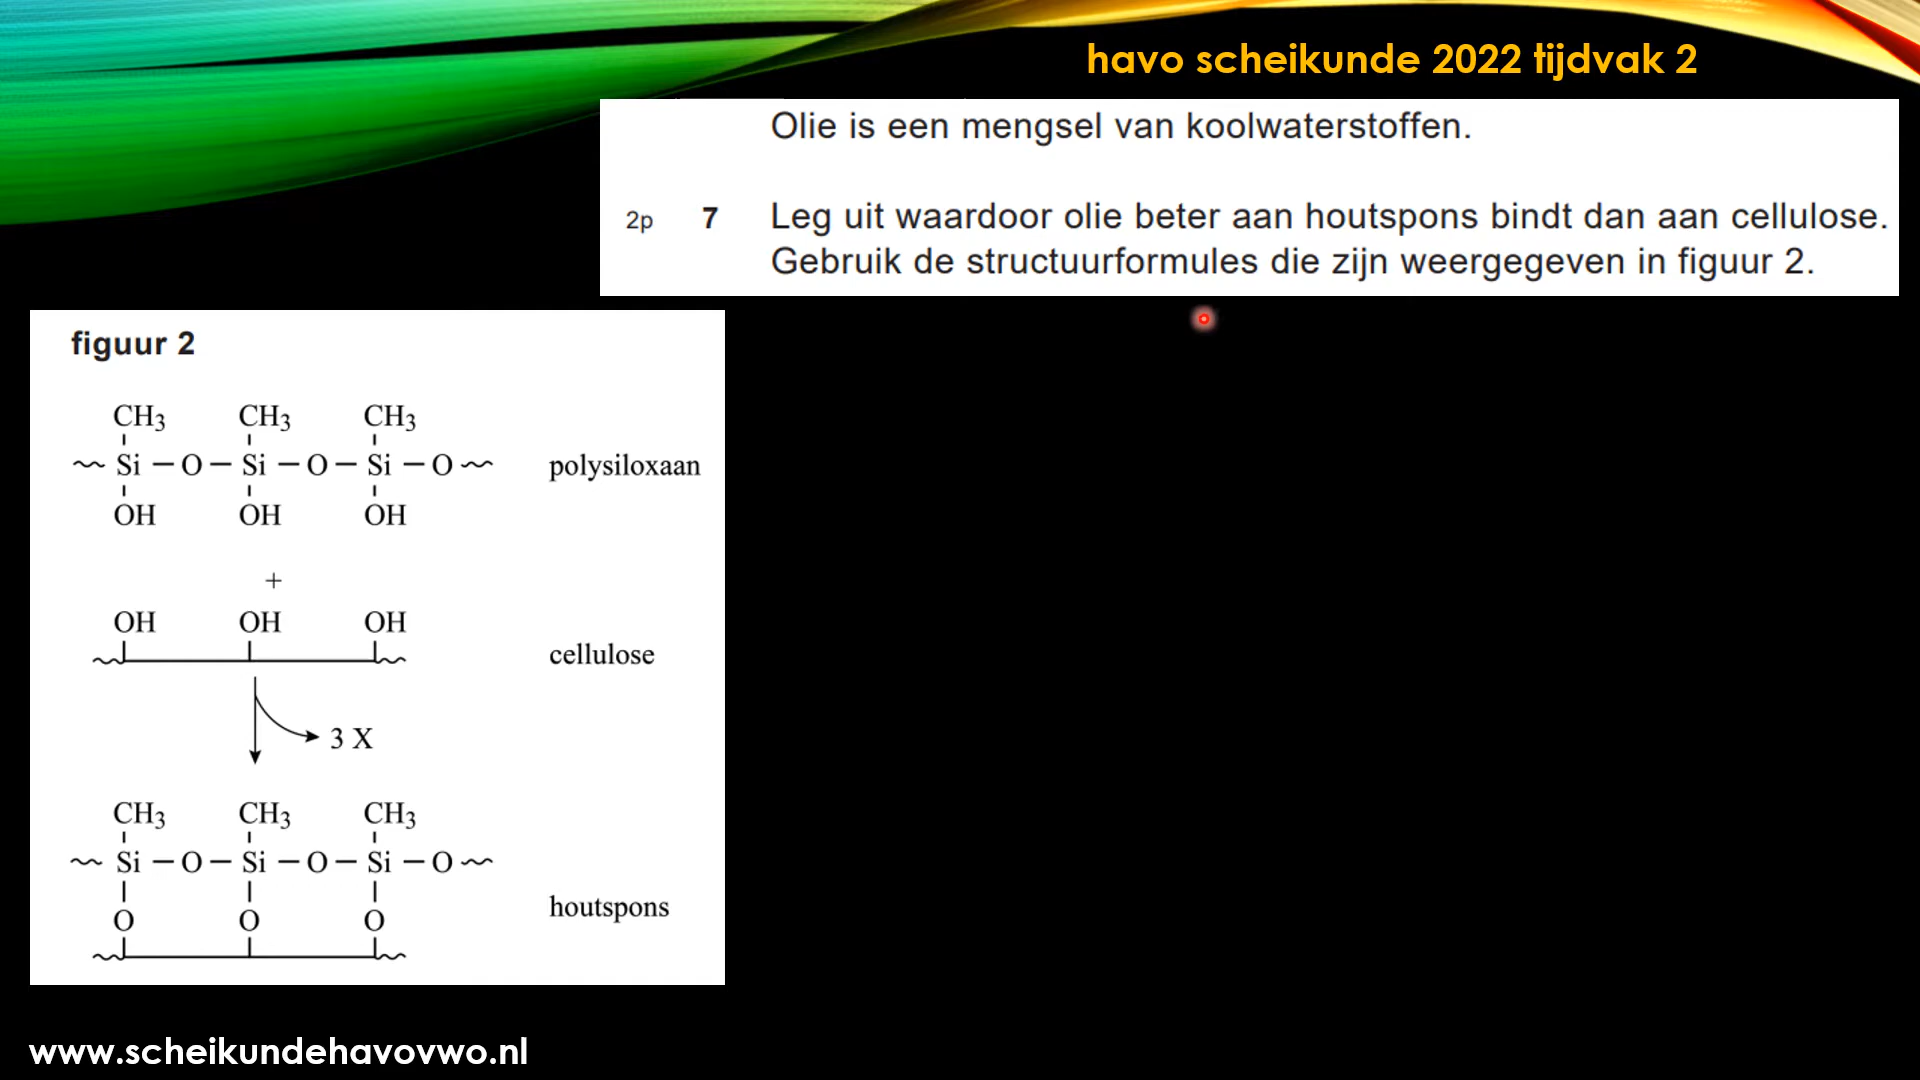 havo scheikunde 2022 tijdvak 2
Olie is een mengsel van koolwaterstoffen.
2p 7 Leg uit waardoor olie beter aan houtspons bindt dan aan cellulose.
Gebruik de structuurformules die zijn weergegeven in figuur 2.
figuur 2
CH3 CH3 CH3
Si – O – Si – O – Si – O polysiloxaan
OH OH OH
+
OH OH OH
cellulose
3 X
CH3 CH3 CH3
Si – O – Si – O – Si – O
O O O houtspons
www.scheikundehavovwo.nl